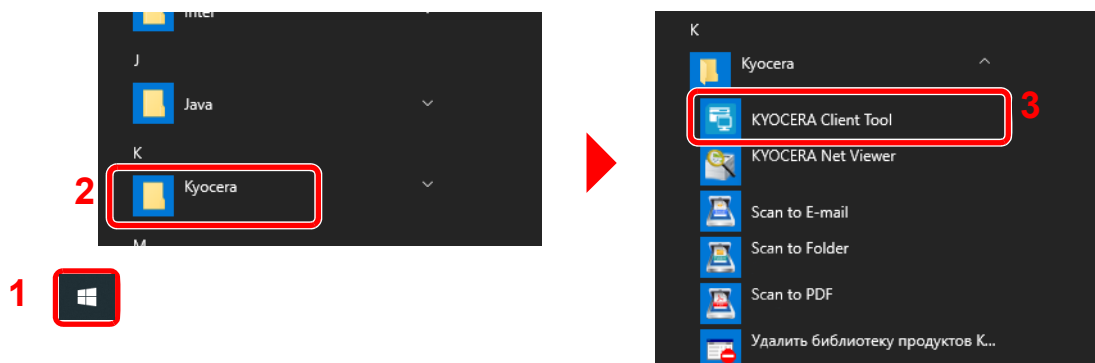 Intel
J
Java
K
2
Kyocera
M
1
K
Kyocera
3
KYOCERA Client Tool
KYOCERA Net Viewer
Scan to E-mail
Scan to Folder
Scan to PDF
Удалить библиотеку продуктов К...